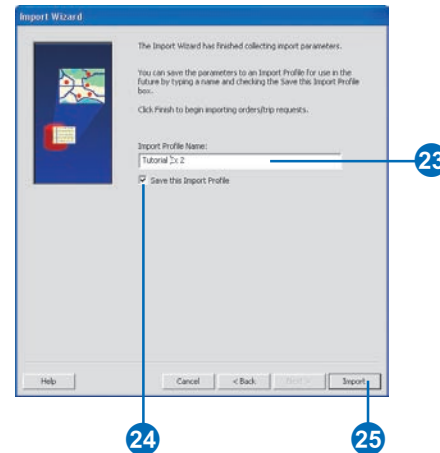 Import Wizard
The Import Wizard has finished collecting import parameters.
You can save the parameters to an Import Profile for use in the
future by typing a name and checking the Save this Import Profile
box.
Click Finish to begin importing orders/trip requests.
Import Profile Name:
Tutorial Ex 2
Save this Import Profile
23
Help
Cancel
< Back
Next >
Import
24
25